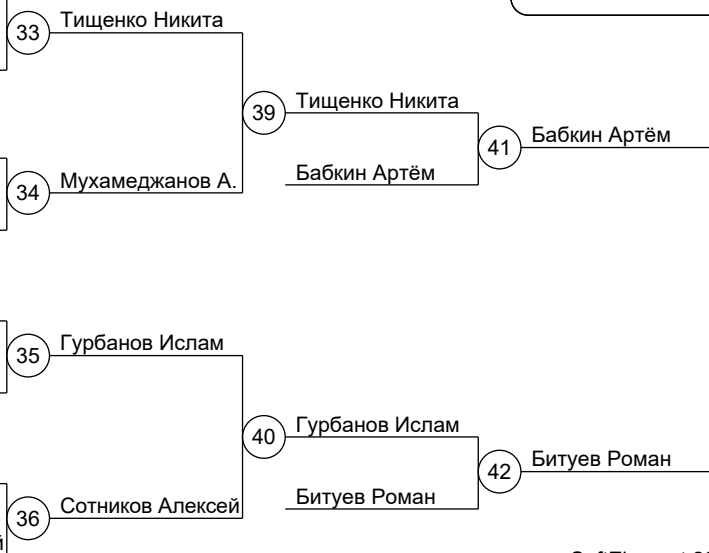 33 Тищенко Никита
39 Тищенко Никита
41 Бабкин Артём
Бабкин Артём
34 Мухамеджанов А.
35 Гурбанов Ислам
40 Гурбанов Ислам
42 Битуев Роман
Битуев Роман
36 Сотников Алексей